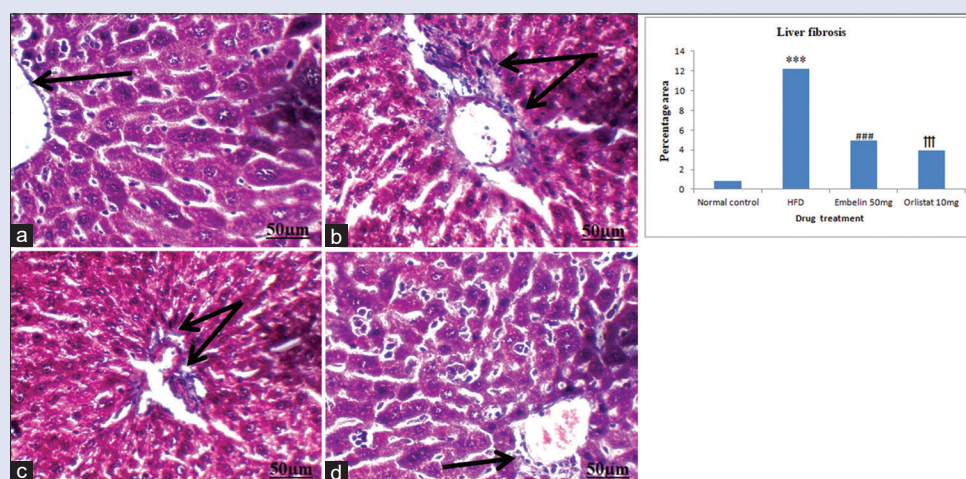 a
50µm
b
50µm
c
50µm
d
50µm
Liver fibrosis
Percentage area
14
12
10
8
6
4
2
0
***
###
†††
Normal control HFD Embelin 50mg Orlistat 10mg
Drug treatment